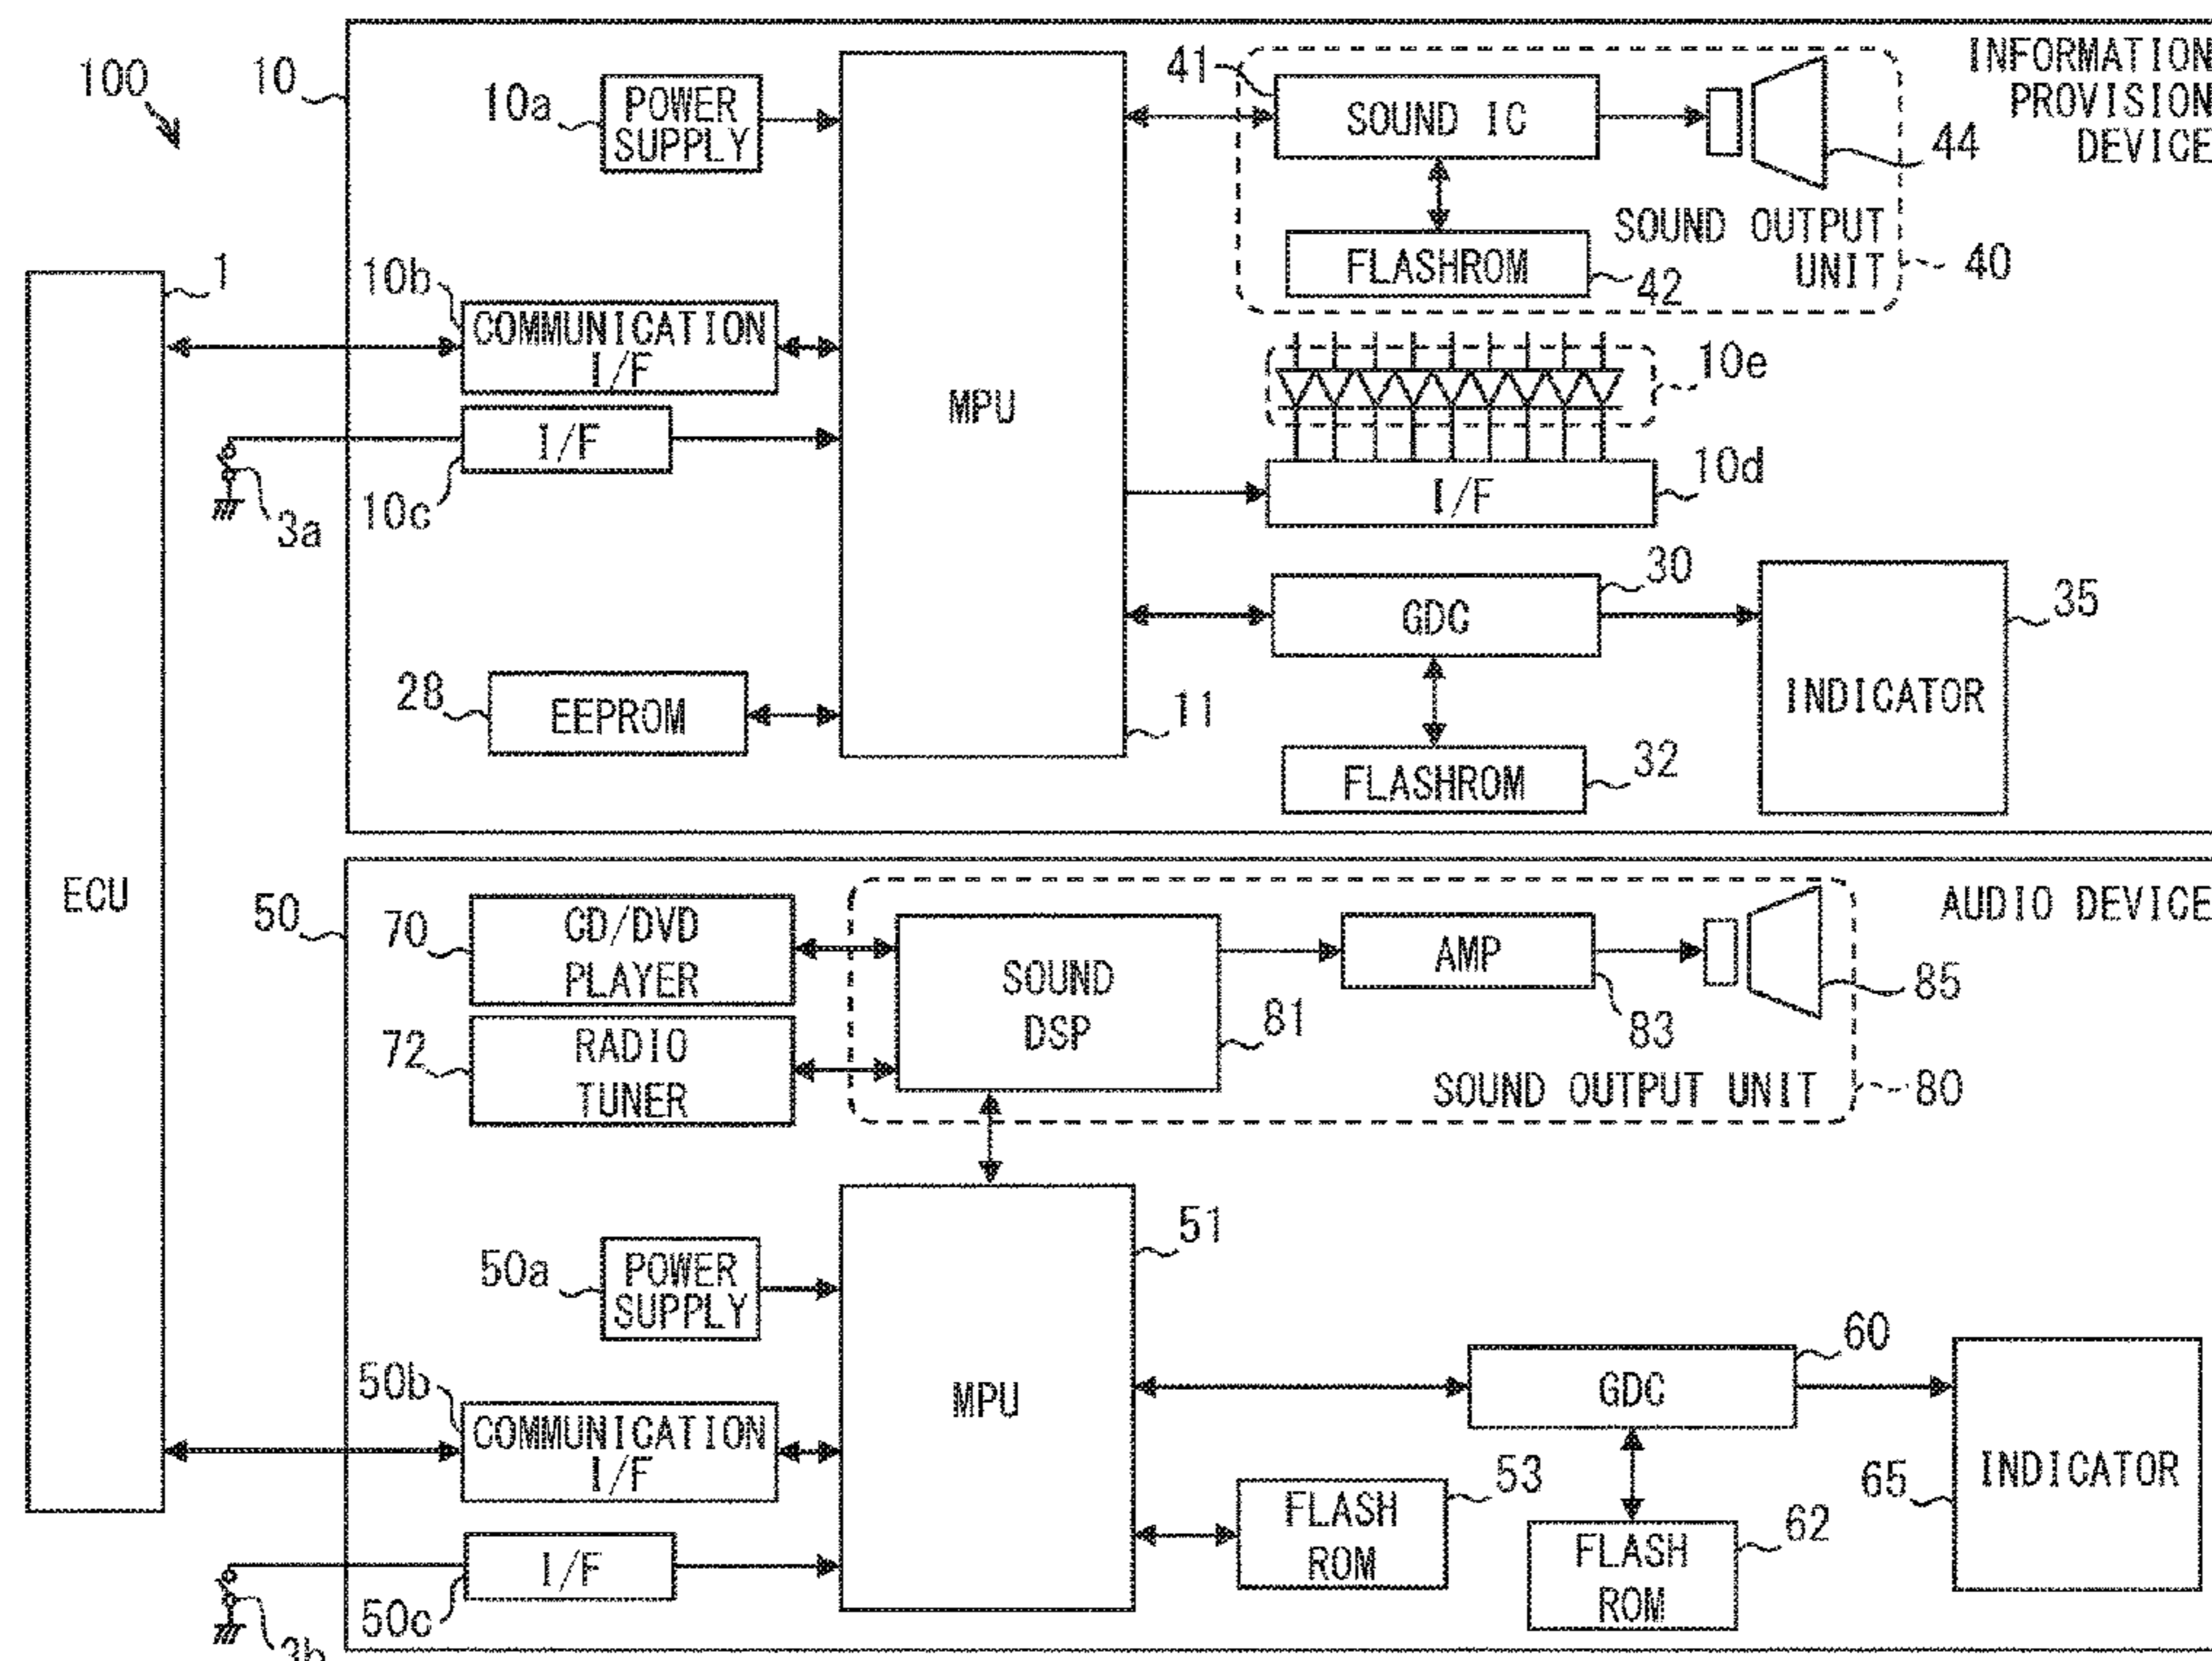 100
10
INFORMATION
PROVISION
DEVICE
10a
POWER
SUPPLY
41
SOUND IC
44
SOUND OUTPUT
UNIT
40
FLASHROM
42
1
10b
COMMUNICATION
I/F
MPU
10e
I/F
10c
3a
I/F
10d
30
GDC
35
INDICATOR
28
EEPROM
11
FLASHROM
32
ECU
50
AUDIO DEVICE
70
CD/DVD
PLAYER
SOUND
DSP
81
AMP
83
85
72
RADIO
TUNER
SOUND OUTPUT UNIT
80
51
50a
POWER
SUPPLY
MPU
60
GDC
50b
COMMUNICATION
I/F
53
FLASH
ROM
62
FLASH
ROM
65
INDICATOR
I/F
50c
3b